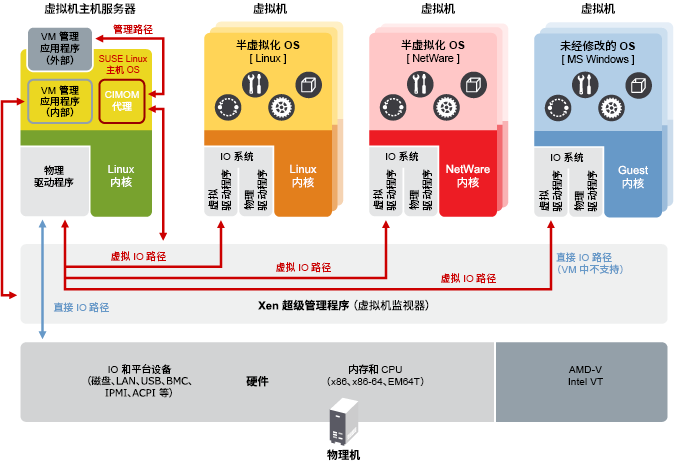 虚拟机主机服务器
虚拟机
虚拟机
虚拟机
VM 管理
应用程序
（外部）
管理路径
SUSE Linux
主机 OS
VM 管理
应用程序
（内部）
CIMOM
代理
物理
驱动程序
Linux
内核
半虚拟化 OS
[ Linux ]
IO 系统
虚拟
驱动程序
物理
驱动程序
Linux
内核
半虚拟化 OS
[ NetWare ]
IO 系统
虚拟
驱动程序
物理
驱动程序
NetWare
内核
未经修改的 OS
[ MS Windows ]
IO 系统
虚拟
驱动程序
物理
驱动程序
Guest
内核
虚拟 IO 路径
虚拟 IO 路径
虚拟 IO 路径
直接 IO 路径
（VM 中不支持）
直接 IO 路径
Xen 超级管理程序（虚拟机监视器）
IO 和平台设备
（磁盘、LAN、USB、BMC、
IPMI、ACPI 等）
硬件
内存和 CPU
（x86、x86-64、EM64T）
AMD-V
Intel VT
物理机